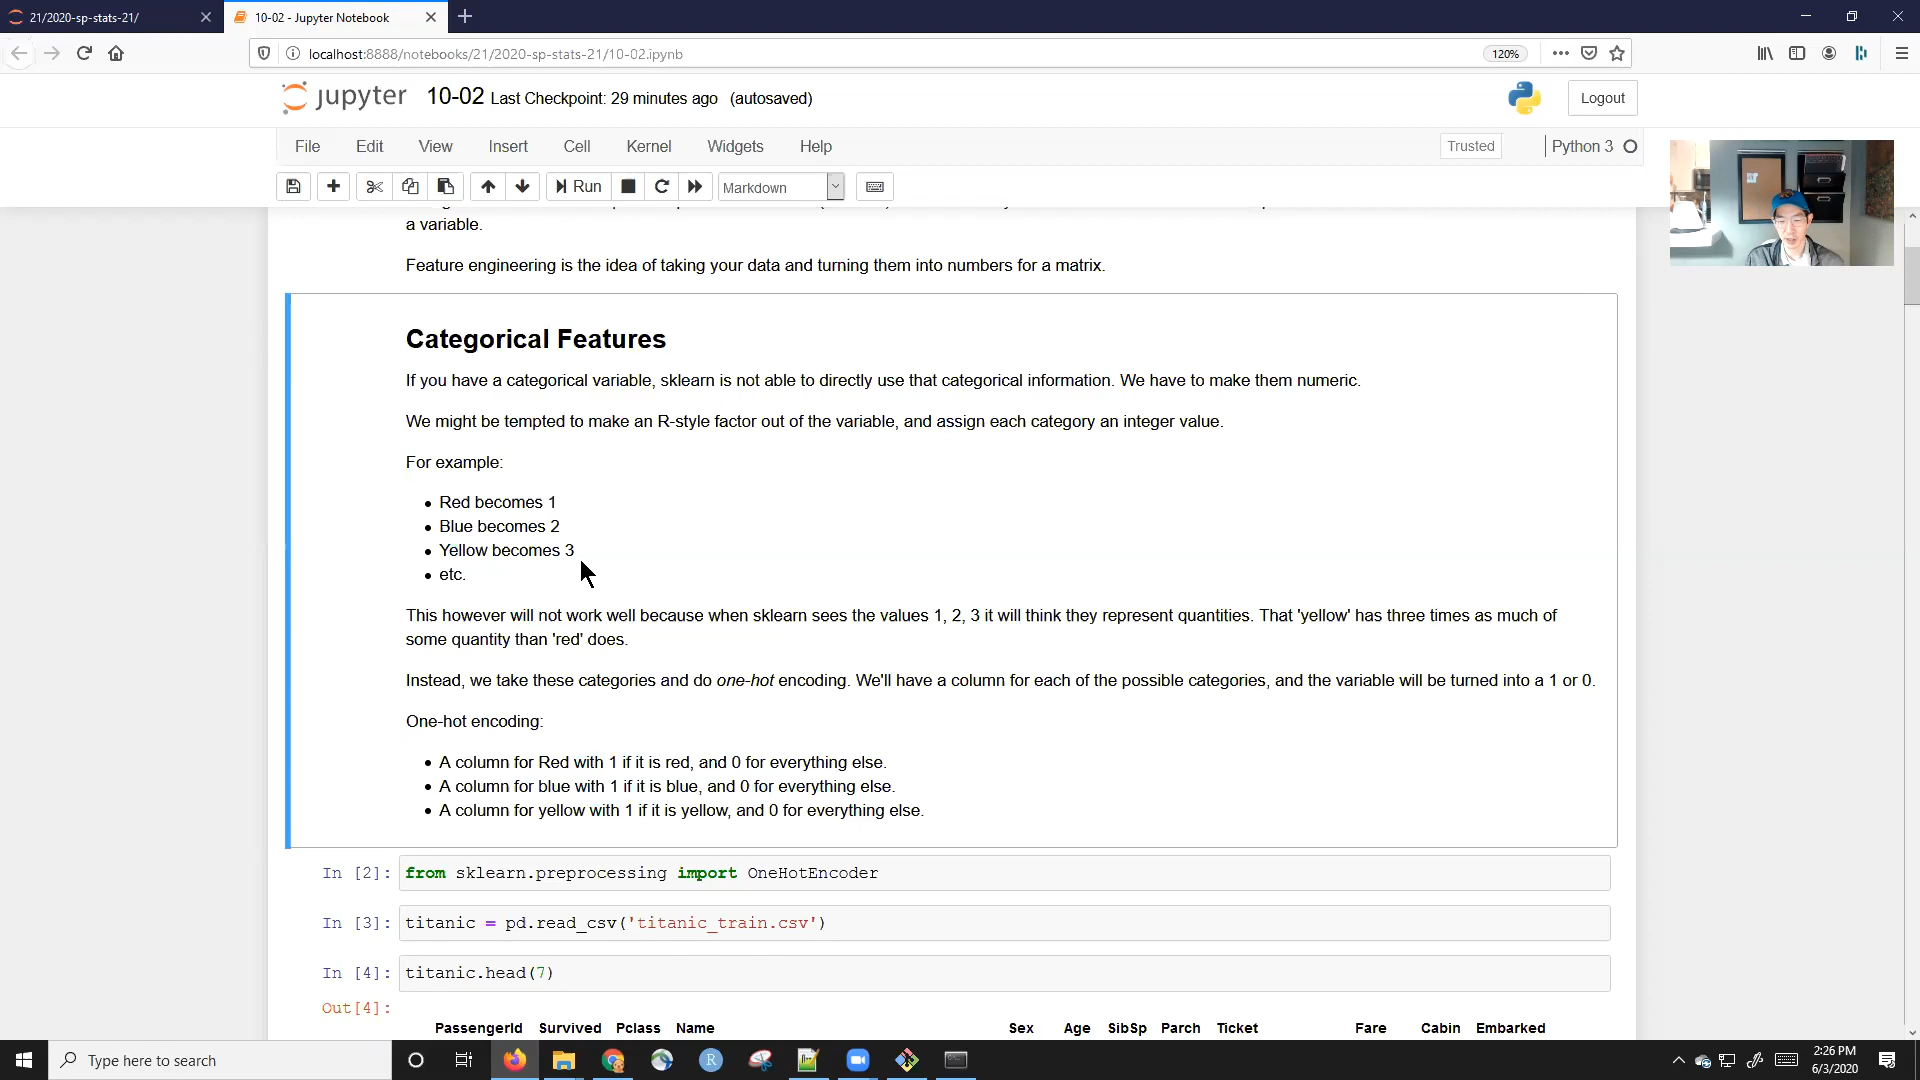 21/2020-sp-stats-21/
10-02 - Jupyter Notebook
localhost:8888/notebooks/21/2020-sp-stats-21/10-02.ipynb
120%
jupyter 10-02 Last Checkpoint: 29 minutes ago (autosaved)
Logout
File Edit View Insert Cell Kernel Widgets Help
Trusted
Python 3
Run
Markdown
a variable.
Feature engineering is the idea of taking your data and turning them into numbers for a matrix.
Categorical Features
If you have a categorical variable, sklearn is not able to directly use that categorical information. We have to make them numeric.
We might be tempted to make an R-style factor out of the variable, and assign each category an integer value.
For example:
• Red becomes 1
• Blue becomes 2
• Yellow becomes 3
• etc.
This however will not work well because when sklearn sees the values 1, 2, 3 it will think they represent quantities. That 'yellow' has three times as much of
some quantity than 'red' does.
Instead, we take these categories and do one-hot encoding. We'll have a column for each of the possible categories, and the variable will be turned into a 1 or 0.
One-hot encoding:
• A column for Red with 1 if it is red, and 0 for everything else.
• A column for blue with 1 if it is blue, and 0 for everything else.
• A column for yellow with 1 if it is yellow, and 0 for everything else.
In [2]: from sklearn.preprocessing import OneHotEncoder
In [3]: titanic = pd.read_csv('titanic_train.csv')
In [4]: titanic.head(7)
Out[4]:
PassengerId Survived Pclass Name Sex Age SibSp Parch Ticket Fare Cabin Embarked
Type here to search
2:26 PM
6/3/2020